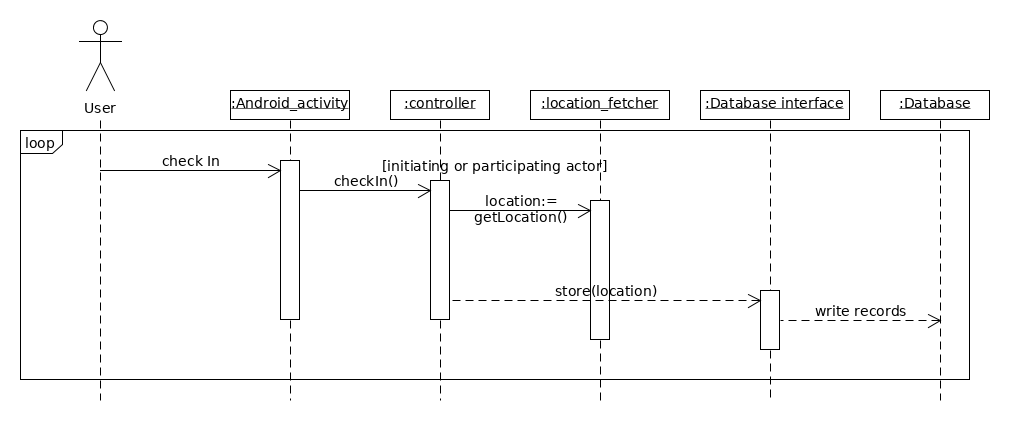 User
:Android_activity
:controller
:location_fetcher
:Database interface
:Database
loop
check In
[initiating or participating actor]
checkIn()
location:=
getLocation()
store(location)
write records